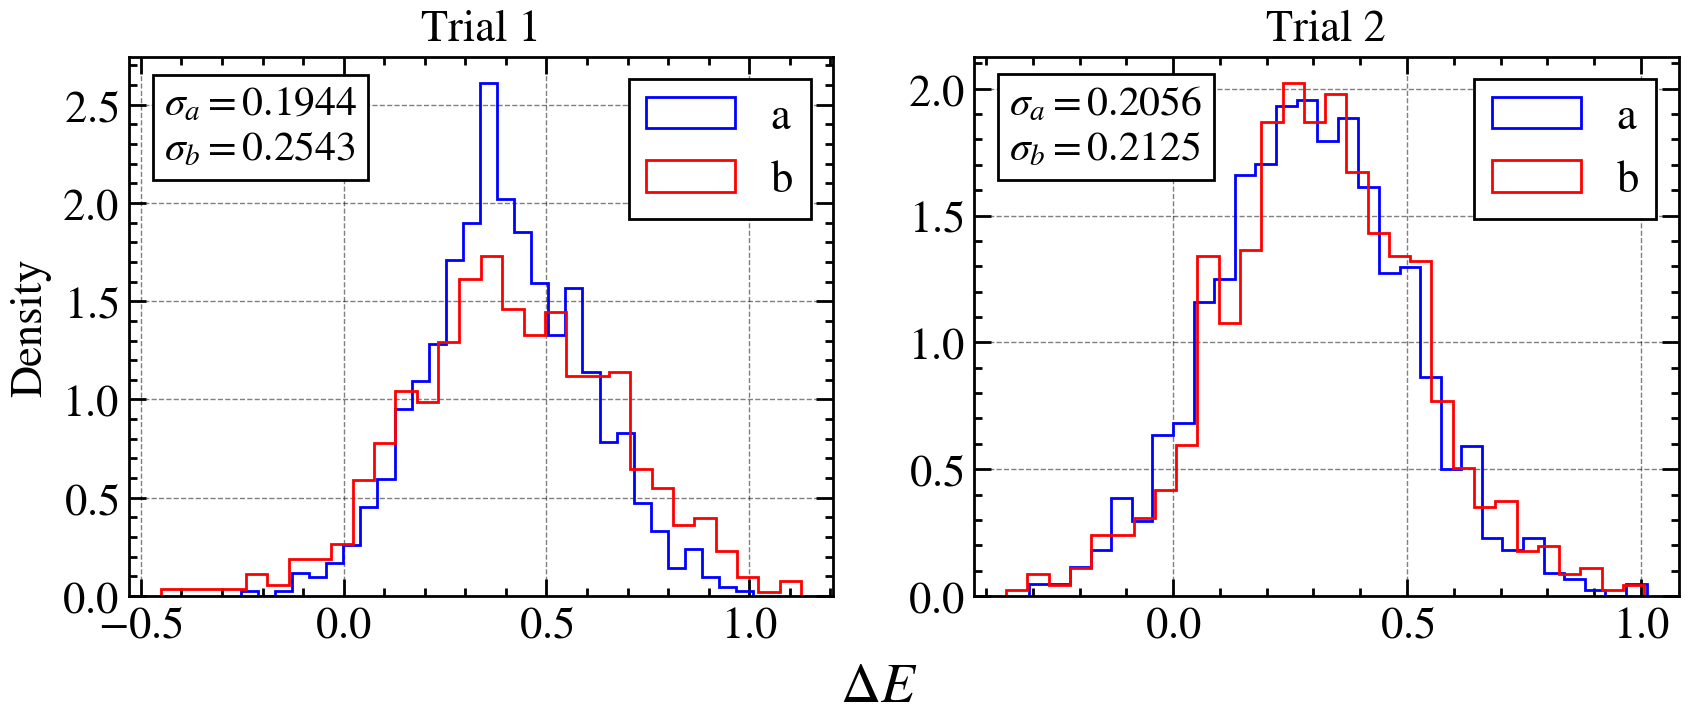 Trial 1
Trial 2
σa = 0.1944
σb = 0.2543
a
b
σa = 0.2056
σb = 0.2125
a
b
Density
2.5
2.0
1.5
1.0
0.5
0.0
2.0
1.5
1.0
0.5
0.0
−0.5 0.0 0.5 1.0
0.0 0.5 1.0
ΔE